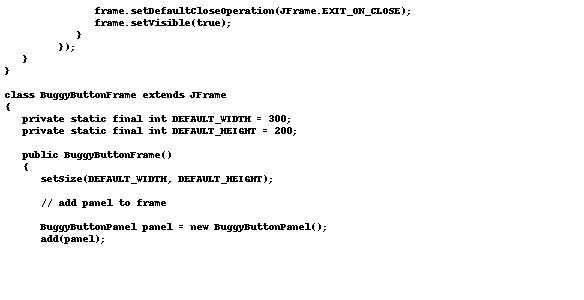 frame.setDefaultCloseOperation(JFrame.EXIT_ON_CLOSE);
frame.setVisible(true);
}
});
}
}
class BuggyButtonFrame extends JFrame
{
private static final int DEFAULT_WIDTH = 300;
private static final int DEFAULT_HEIGHT = 200;
public BuggyButtonFrame()
{
setSize(DEFAULT_WIDTH, DEFAULT_HEIGHT);
// add panel to frame
BuggyButtonPanel panel = new BuggyButtonPanel();
add(panel);